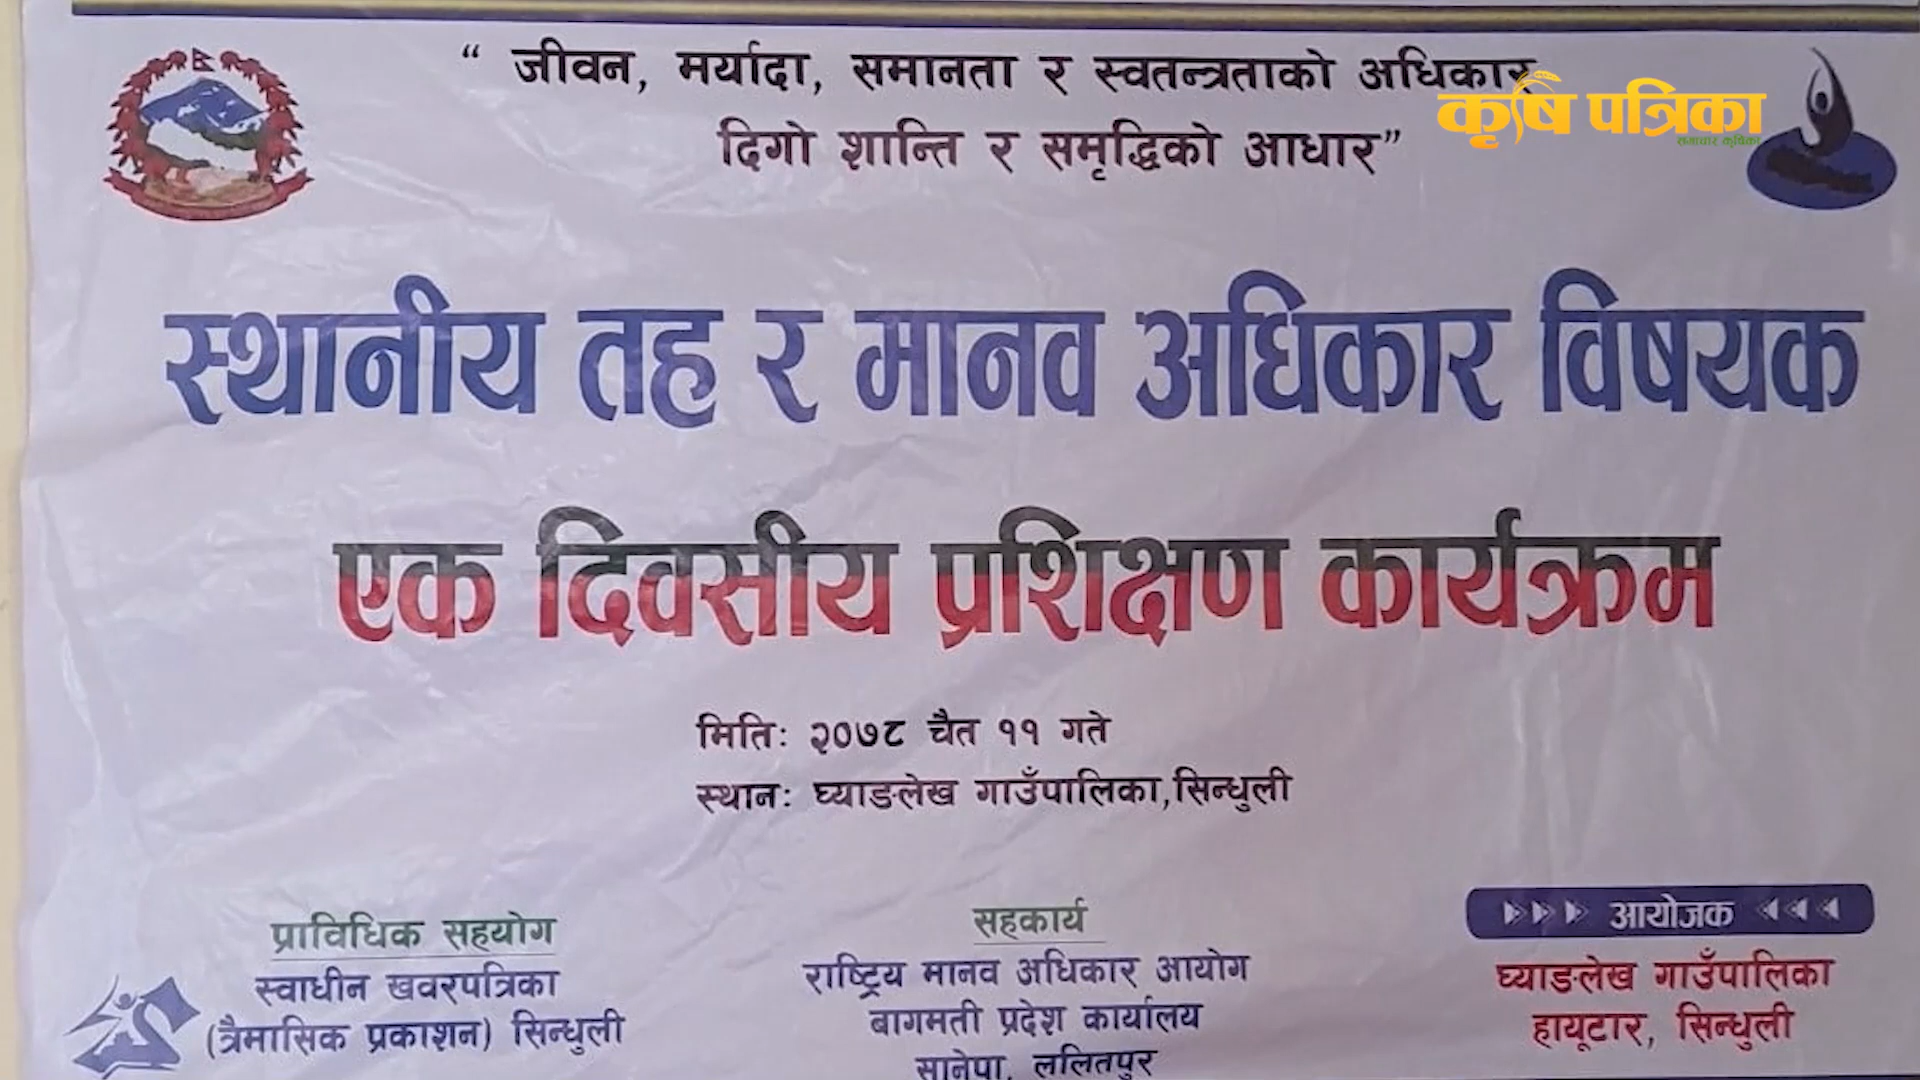 “ जीवन, मर्यादा, समानता र स्वतन्त्रताको अधिकार
दिगो शान्ति र समृद्धिको आधार”
कृषि पत्रिका
समाचार कृषिका
स्थानीय तह र मानव अधिकार विषयक
एक दिवसीय प्रशिक्षण कार्यक्रम
मितिः २०७८ चैत ११ गते
स्थानः घ्याङलेख गाउँपालिका,सिन्धुली
प्राविधिक सहयोग
स्वाधीन खवरपत्रिका
(त्रैमासिक प्रकाशन) सिन्धुली
सहकार्य
राष्ट्रिय मानव अधिकार आयोग
बागमती प्रदेश कार्यालय
सानेपा, ललितपुर
आयोजक
घ्याङलेख गाउँपालिका
हायूटार, सिन्धुली